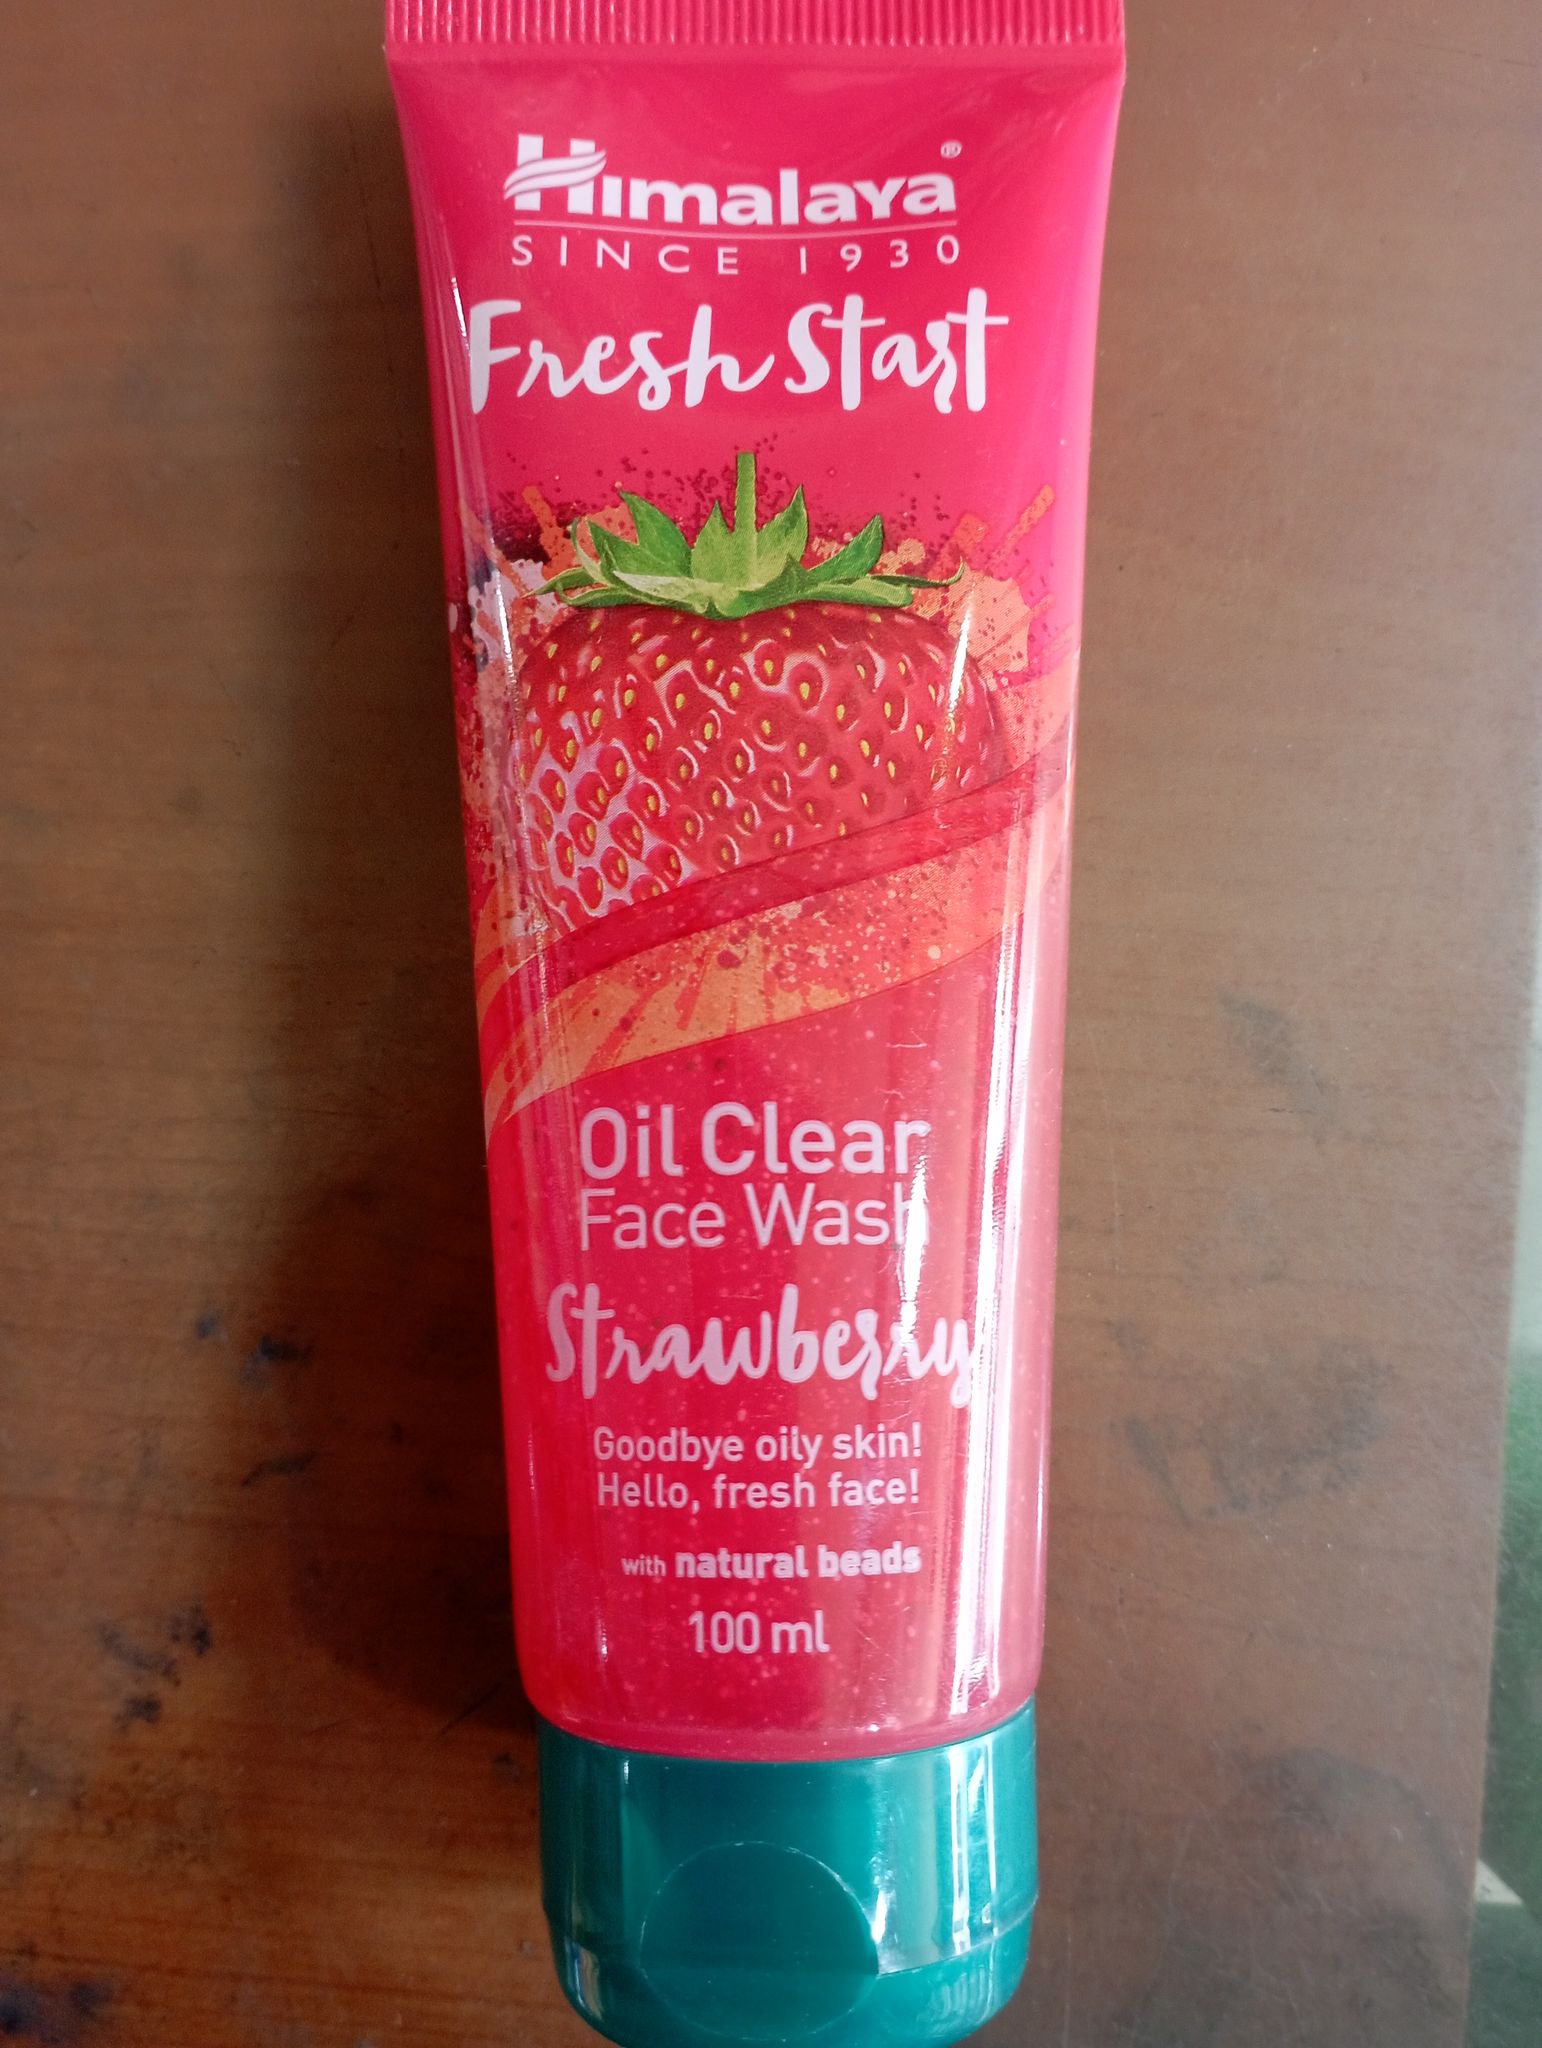 Himalaya®
SINCE 1930
Fresh Start
Oil Clear
Face Wash
Strawberry
Goodbye oily skin!
Hello, fresh face!
with natural beads
100 ml